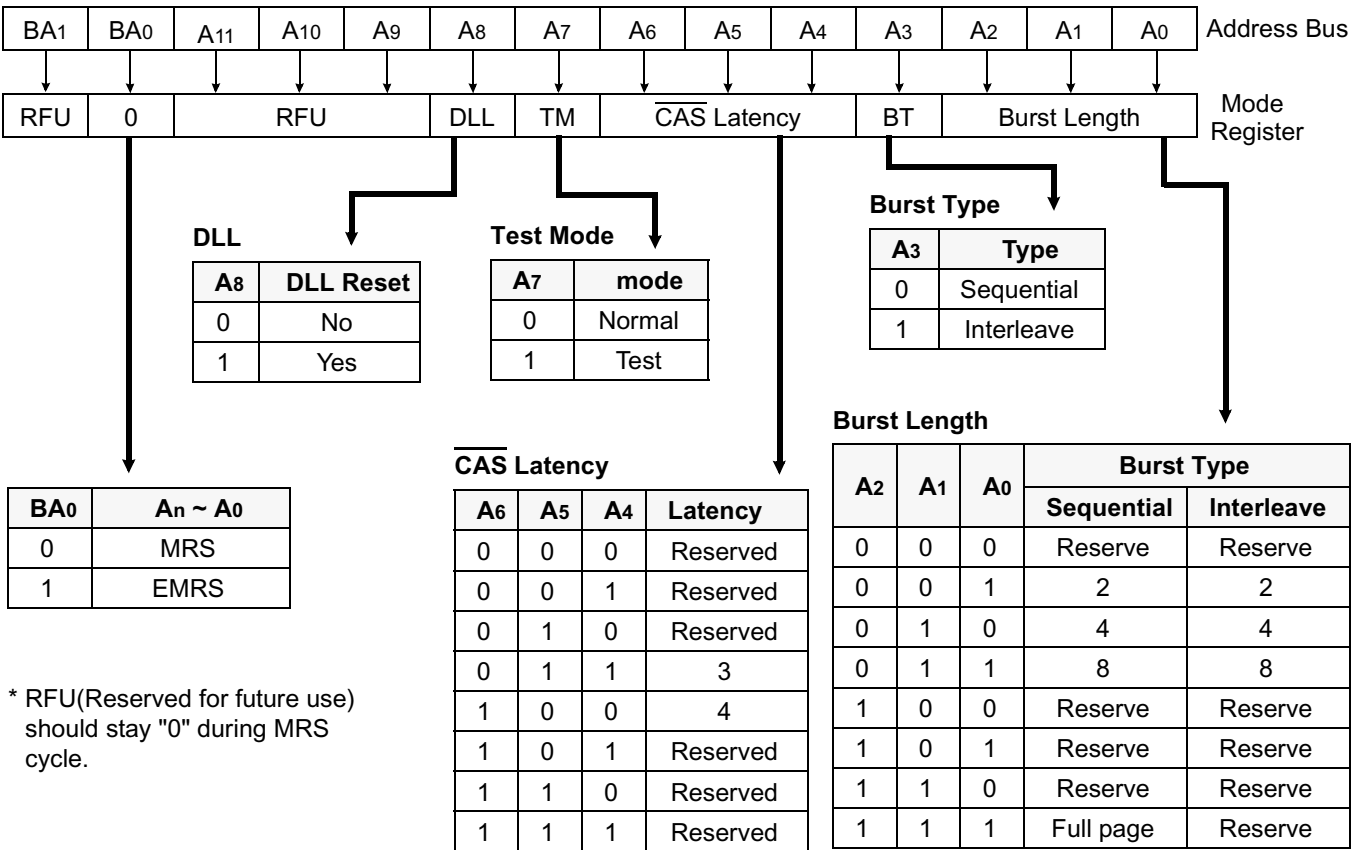 BA1 BA0 A11 A10 A9 A8 A7 A6 A5 A4 A3 A2 A1 A0 Address Bus
RFU 0 RFU DLL TM CAS Latency BT Burst Length Mode Register
DLL
A8 DLL Reset
0 No
1 Yes
Test Mode
A7 mode
0 Normal
1 Test
Burst Type
A3 Type
0 Sequential
1 Interleave
BA0 An ~ A0
0 MRS
1 EMRS
* RFU(Reserved for future use)
should stay "0" during MRS
cycle.
CAS Latency
A6 A5 A4 Latency
0 0 0 Reserved
0 0 1 Reserved
0 1 0 Reserved
0 1 1 3
1 0 0 4
1 0 1 Reserved
1 1 0 Reserved
1 1 1 Reserved
Burst Length
A2 A1 A0 Burst Type
Sequential Interleave
0 0 0 Reserve Reserve
0 0 1 2 2
0 1 0 4 4
0 1 1 8 8
1 0 0 Reserve Reserve
1 0 1 Reserve Reserve
1 1 0 Reserve Reserve
1 1 1 Full page Reserve